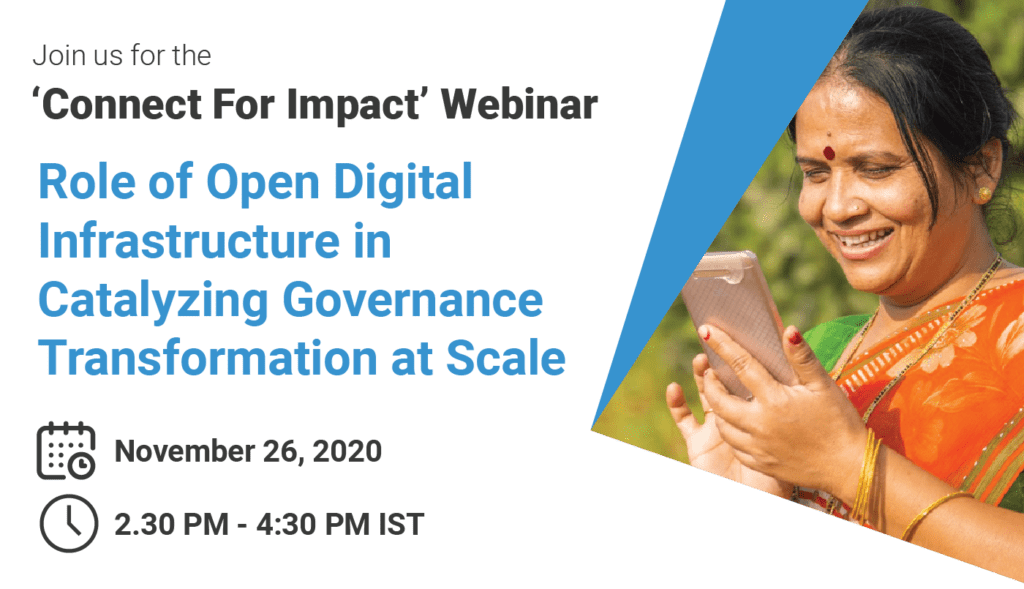 Join us for the
‘Connect For Impact’ Webinar
Role of Open Digital
Infrastructure in
Catalyzing Governance
Transformation at Scale
November 26, 2020
2.30 PM - 4:30 PM IST